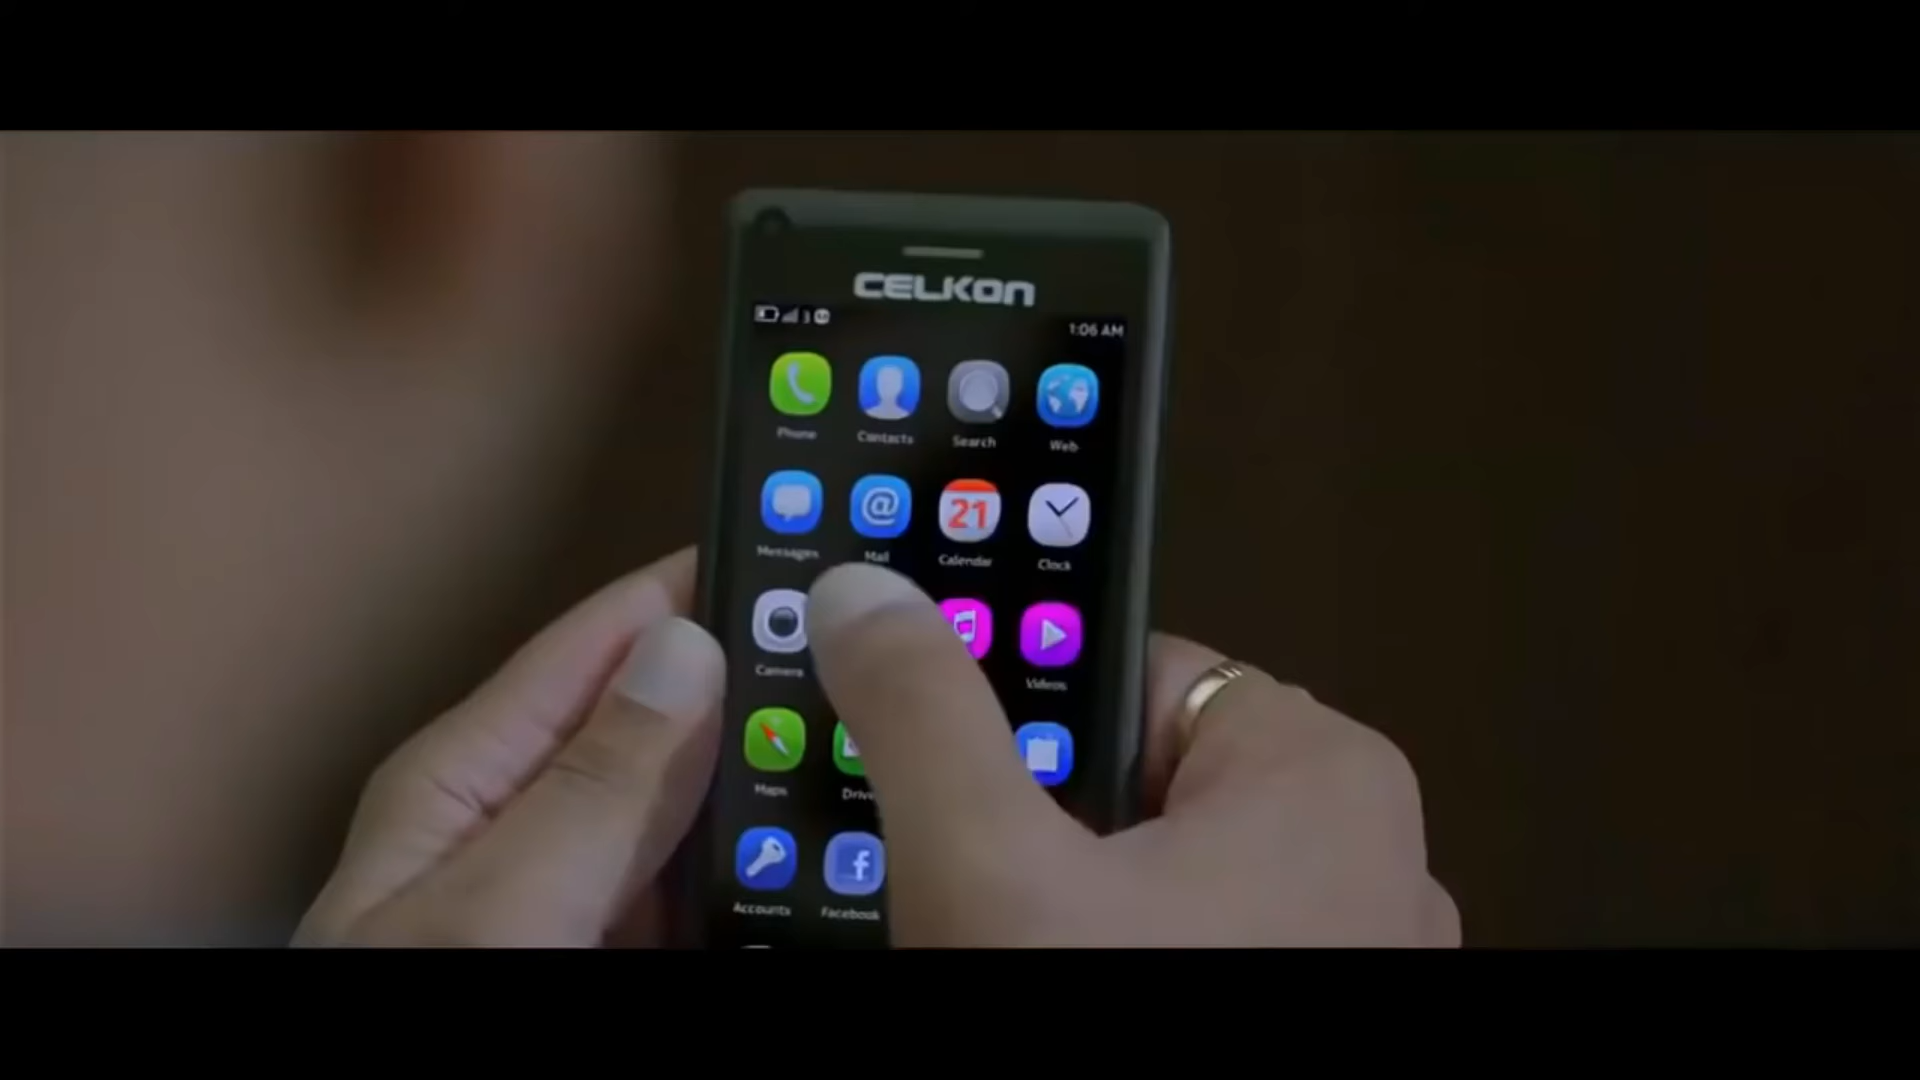 CELKON
1:06 AM
Phone Contacts Search Web
21
Messages Mail Calendar Clock
Camera Videos
Maps
Accounts Facebook